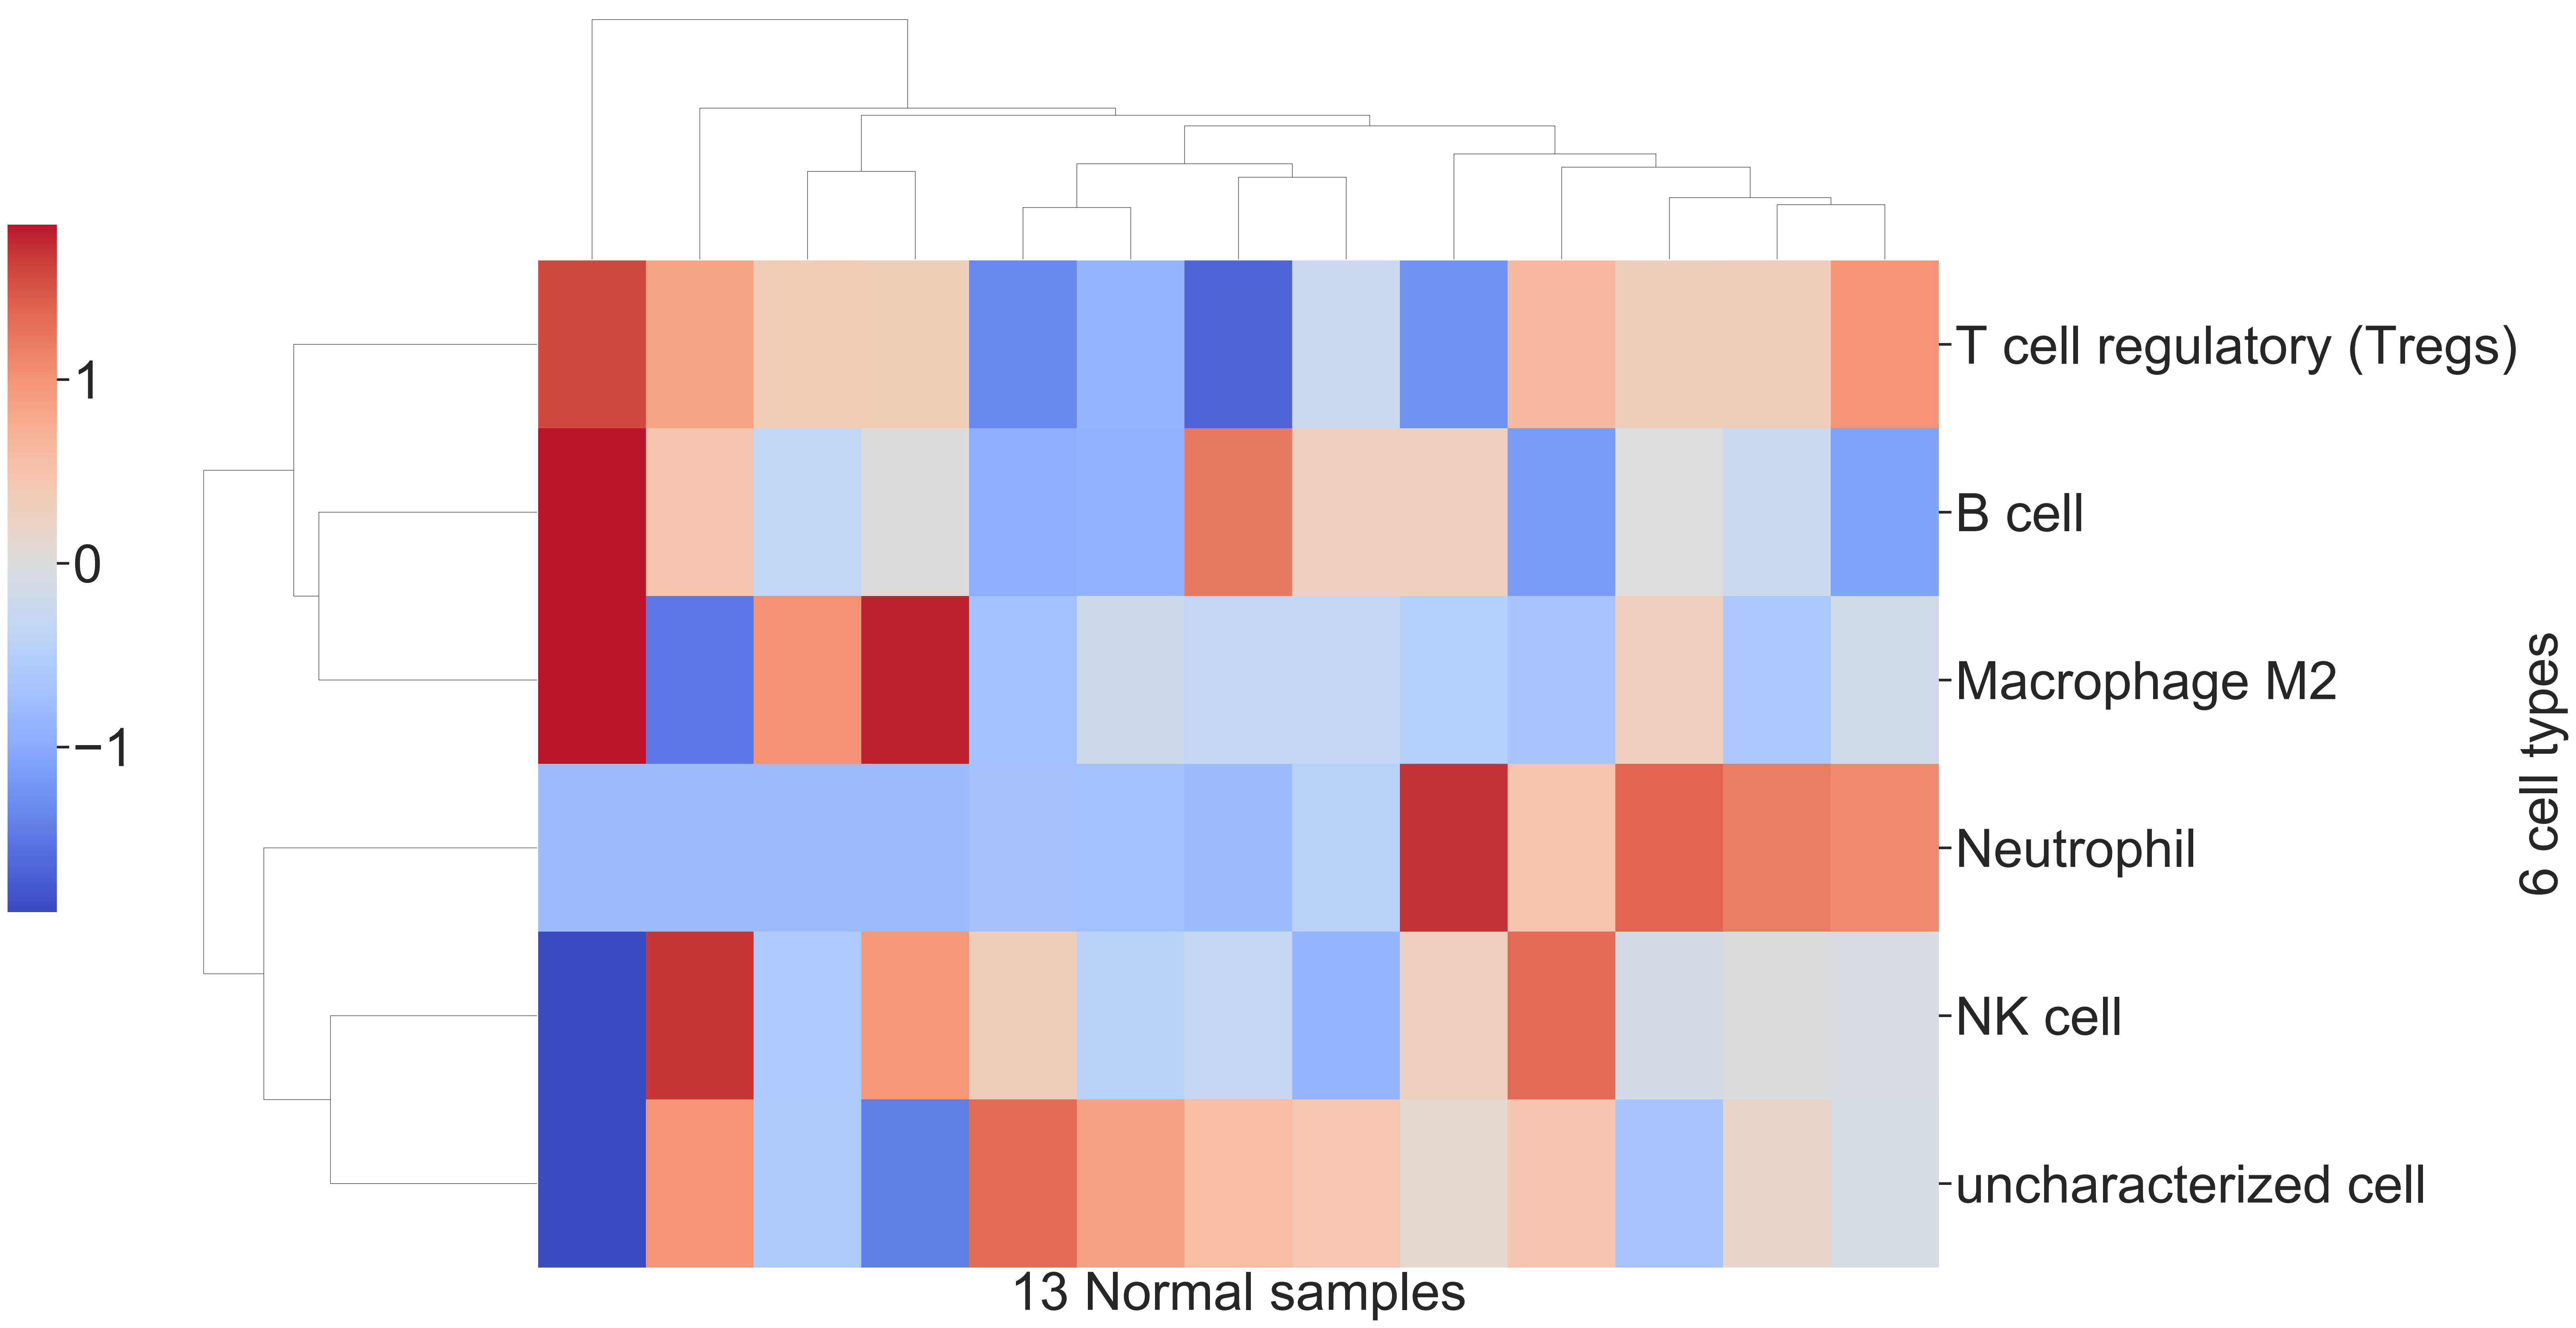 1
0
−1
T cell regulatory (Tregs)
B cell
Macrophage M2
Neutrophil
NK cell
uncharacterized cell
6 cell types
13 Normal samples